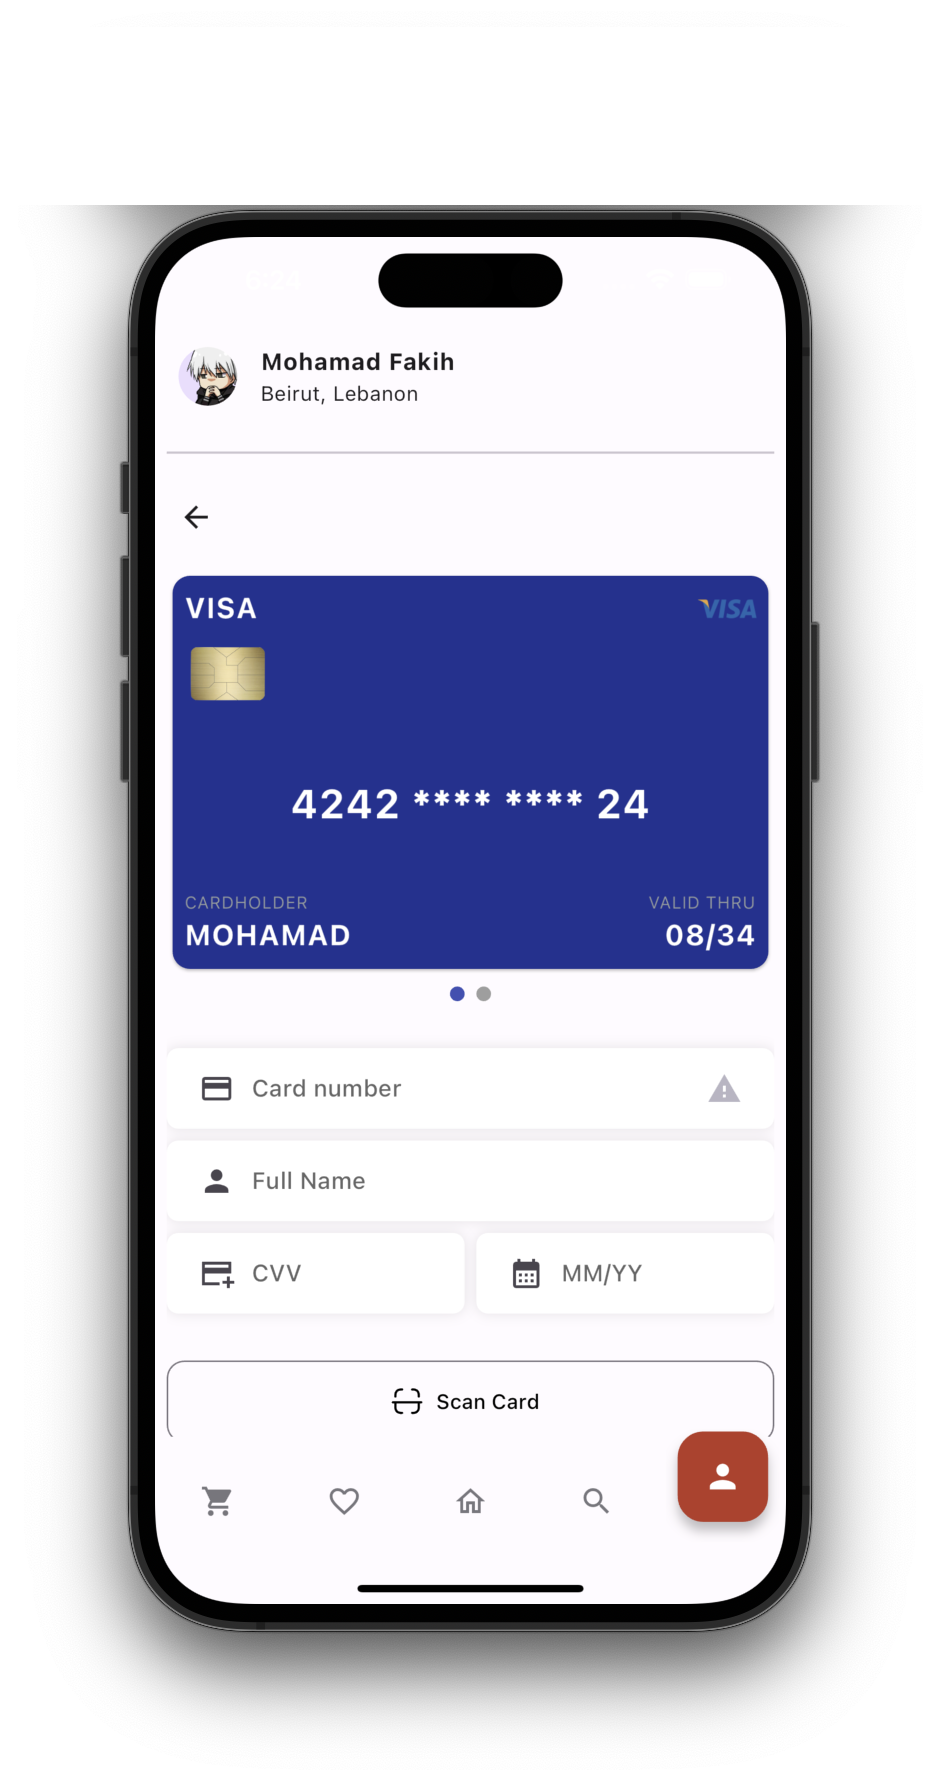 Mohamad Fakih
Beirut, Lebanon
VISA
VISA
4242 **** **** 24
CARDHOLDER
VALID THRU
MOHAMAD
08/34
Card number
Full Name
CVV
MM/YY
Scan Card